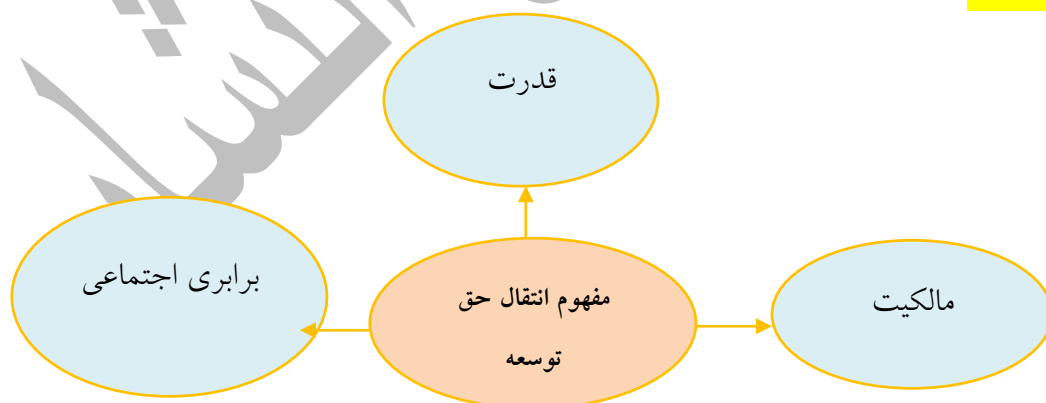 قدرت
برابری اجتماعی
مفهوم انتقال حق
توسعه
مالکیت